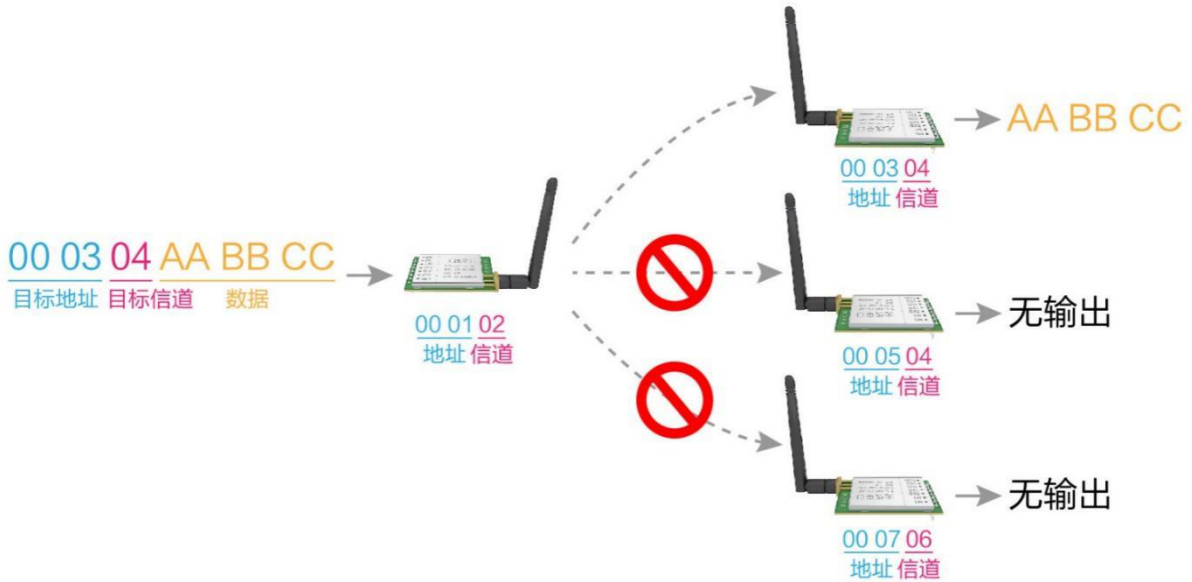 00 03 04 AA BB CC
目标地址 目标信道 数据
00 01 02
地址 信道
AA BB CC
00 03 04
地址 信道
无输出
00 05 04
地址 信道
无输出
00 07 06
地址 信道